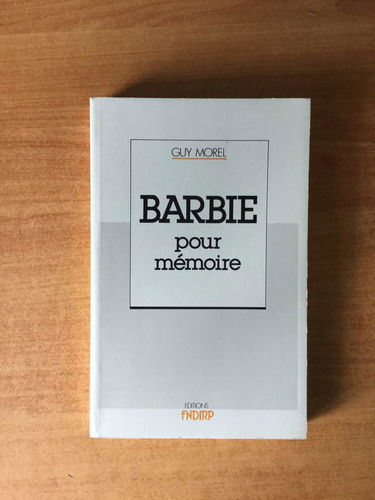 GUY MOREL
BARBIE
pour
mémoire
EDITIONS
FNDIRP